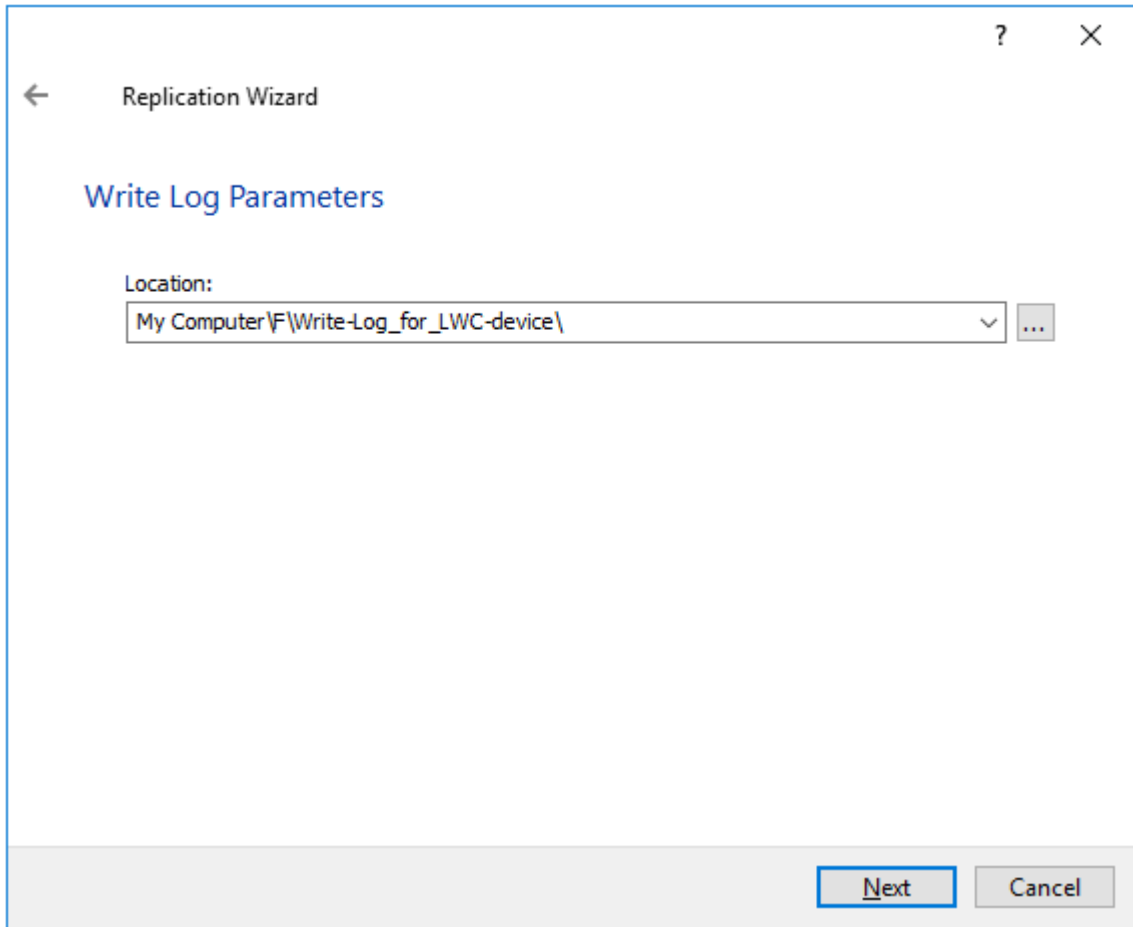 ?
Replication Wizard
Write Log Parameters
Location:
My Computer\F\Write-Log_for_LWC-device\
...
Next Cancel